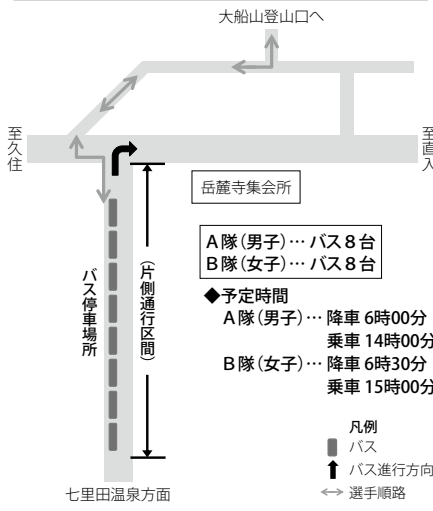 大船山登山口へ
至久住
至直入
岳麓寺集会所
A隊（男子）… バス8台
B隊（女子）… バス8台
バス停車場所
（片側通行区間）
◆予定時間
A隊（男子）… 降車 6時00分
乗車 14時00分
B隊（女子）… 降車 6時30分
乗車 15時00分
凡例
バス
バス進行方向
選手順路
七里田温泉方面